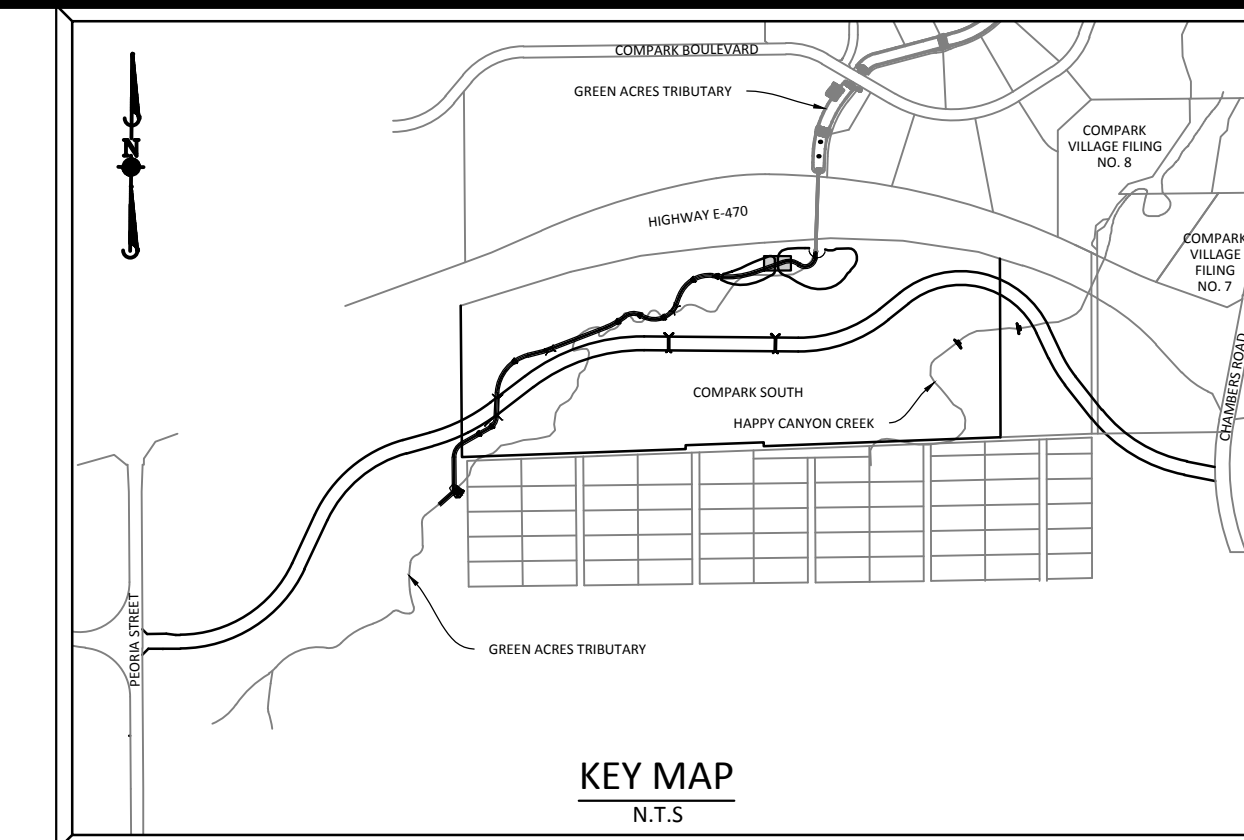 COMPARK BOULEVARD
GREEN ACRES TRIBUTARY
N
COMPARK
VILLAGE FILING
NO. 8
HIGHWAY E-470
COMPARK
VILLAGE
FILING
NO. 7
CHAMBERS ROAD
COMPARK SOUTH
HAPPY CANYON CREEK
PEORIA STREET
GREEN ACRES TRIBUTARY
KEY MAP
N.T.S